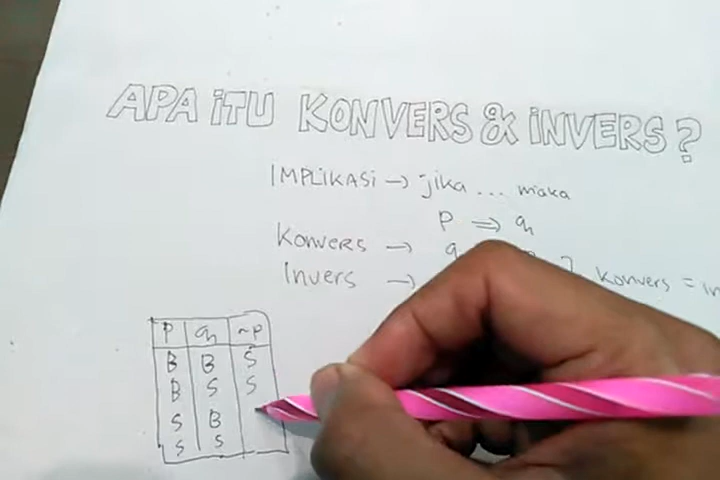 APA iTU KONVERS & iNVERS?
IMPLIKASi → jika ... maka
P ⇒ q
Konvers → q
Konvers =
Invers →
P q ~P
B B S
B S S
S B
S S